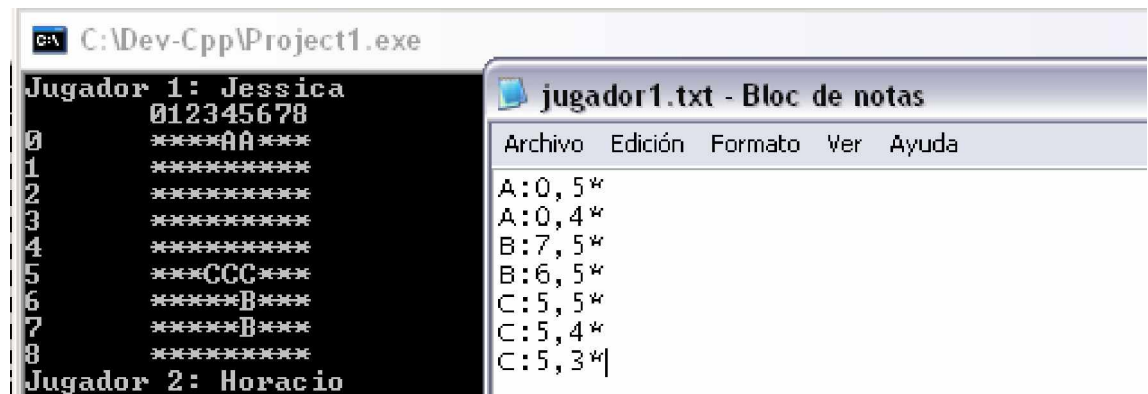 C:\Dev-Cpp\Project1.exe
Jugador 1: Jessica
012345678
0 ****AA***
1 *********
2 *********
3 *********
4 *********
5 ***CCC***
6 *****B***
7 *****B***
8 *********
Jugador 2: Horacio
jugador1.txt - Bloc de notas
Archivo Edición Formato Ver Ayuda
A:0,5*
A:0,4*
B:7,5*
B:6,5*
C:5,5*
C:5,4*
C:5,3*